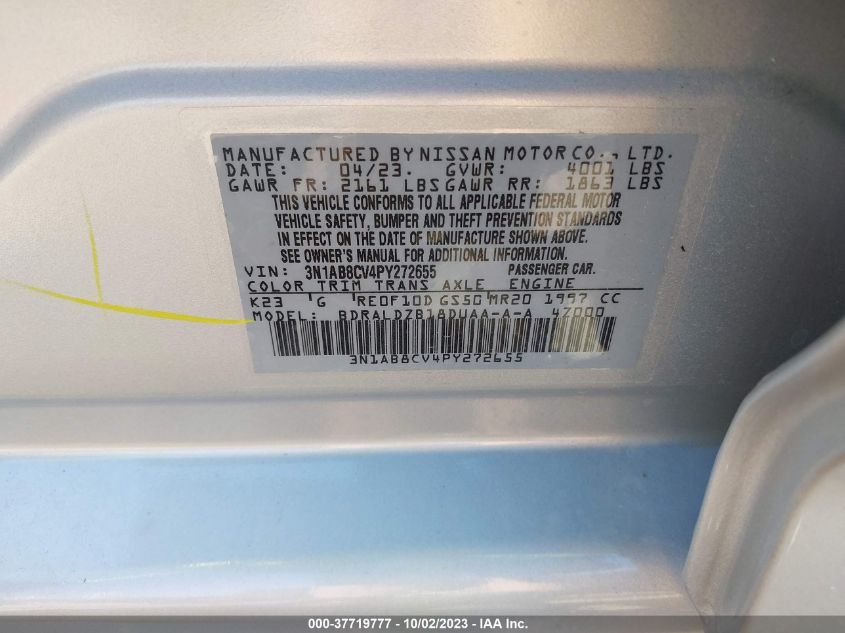 MANUFACTURED BY NISSAN MOTOR CO., LTD.
DATE: 04/23. GVWR: 4001 LBS
GAWR FR: 2161 LBS GAWR RR: 1863 LBS
THIS VEHICLE CONFORMS TO ALL APPLICABLE FEDERAL MOTOR
VEHICLE SAFETY, BUMPER AND THEFT PREVENTION STANDARDS
IN EFFECT ON THE DATE OF MANUFACTURE SHOWN ABOVE.
SEE OWNER'S MANUAL FOR MORE INFORMATION.
VIN: 3N1AB8CV4PY272655 PASSENGER CAR.
COLOR TRIM TRANS AXLE ENGINE
K23 'G RE0F10D GS50 MR20 1997 CC
MODEL: BDRALDZB18DUAA-A-A 4Z000
3N1AB8CV4PY272655
000-37719777 - 10/02/2023 - IAA Inc.